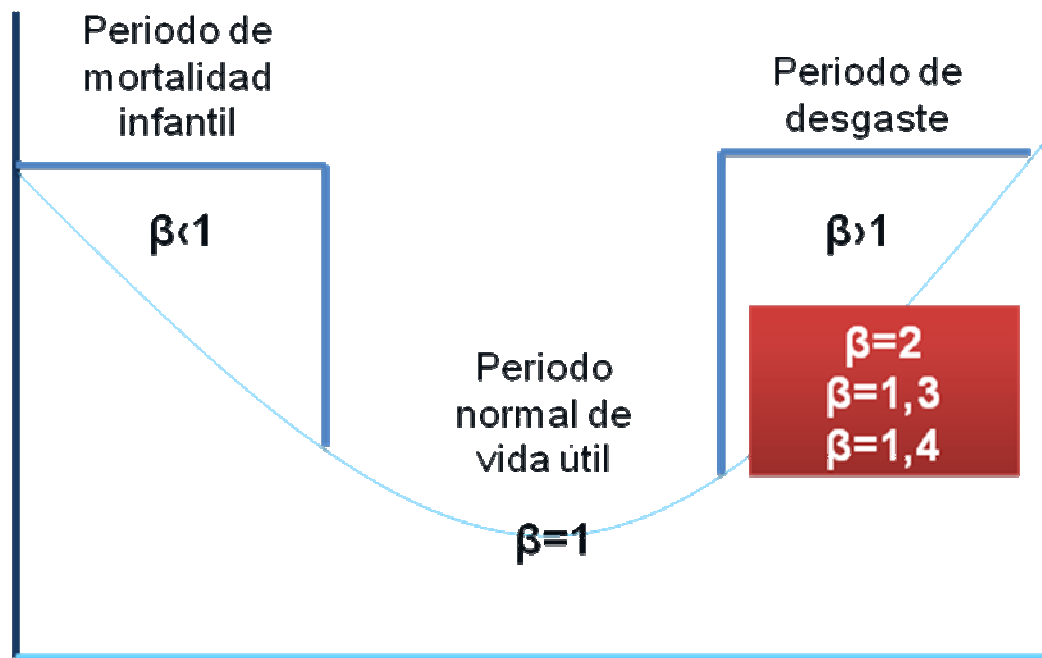 Periodo de
mortalidad
infantil
Periodo de
desgaste
β‹1
β›1
β=2
β=1,3
β=1,4
Periodo
normal de
vida útil
β=1